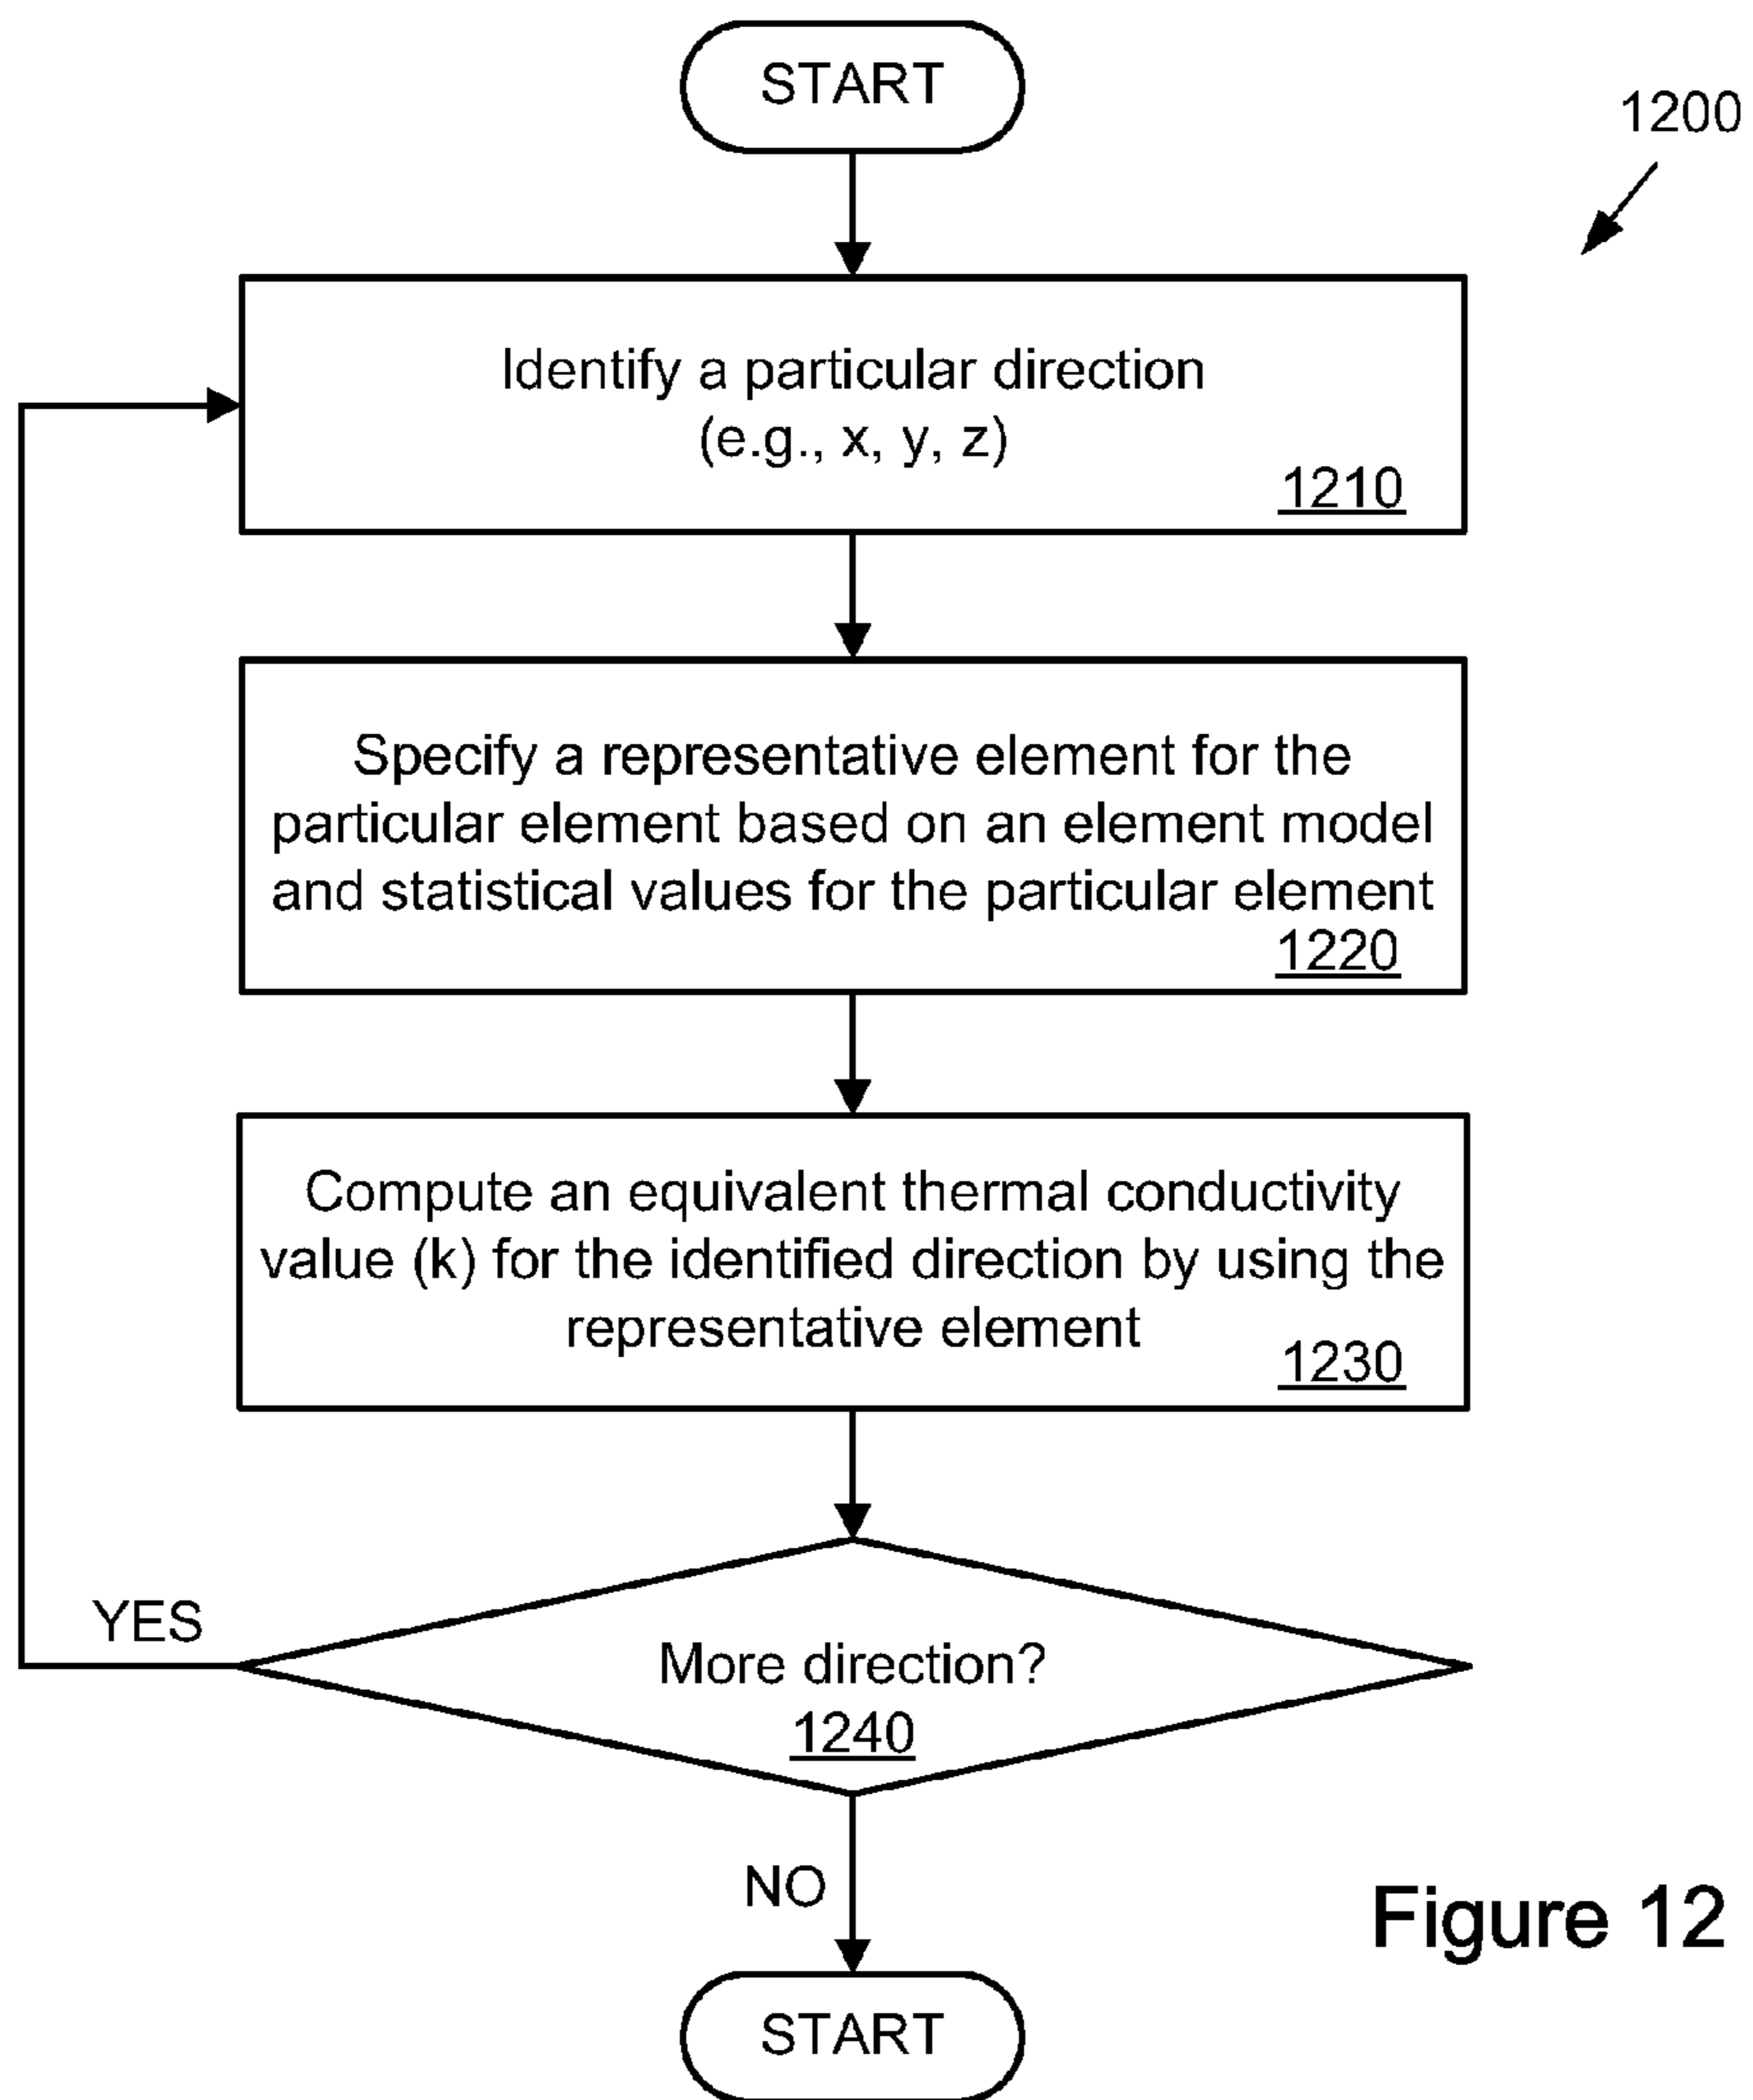 START
1200
Identify a particular direction
(e.g., x, y, z)
1210
Specify a representative element for the
particular element based on an element model
and statistical values for the particular element
1220
Compute an equivalent thermal conductivity
value (k) for the identified direction by using the
representative element
1230
YES
More direction?
1240
NO
Figure 12
START